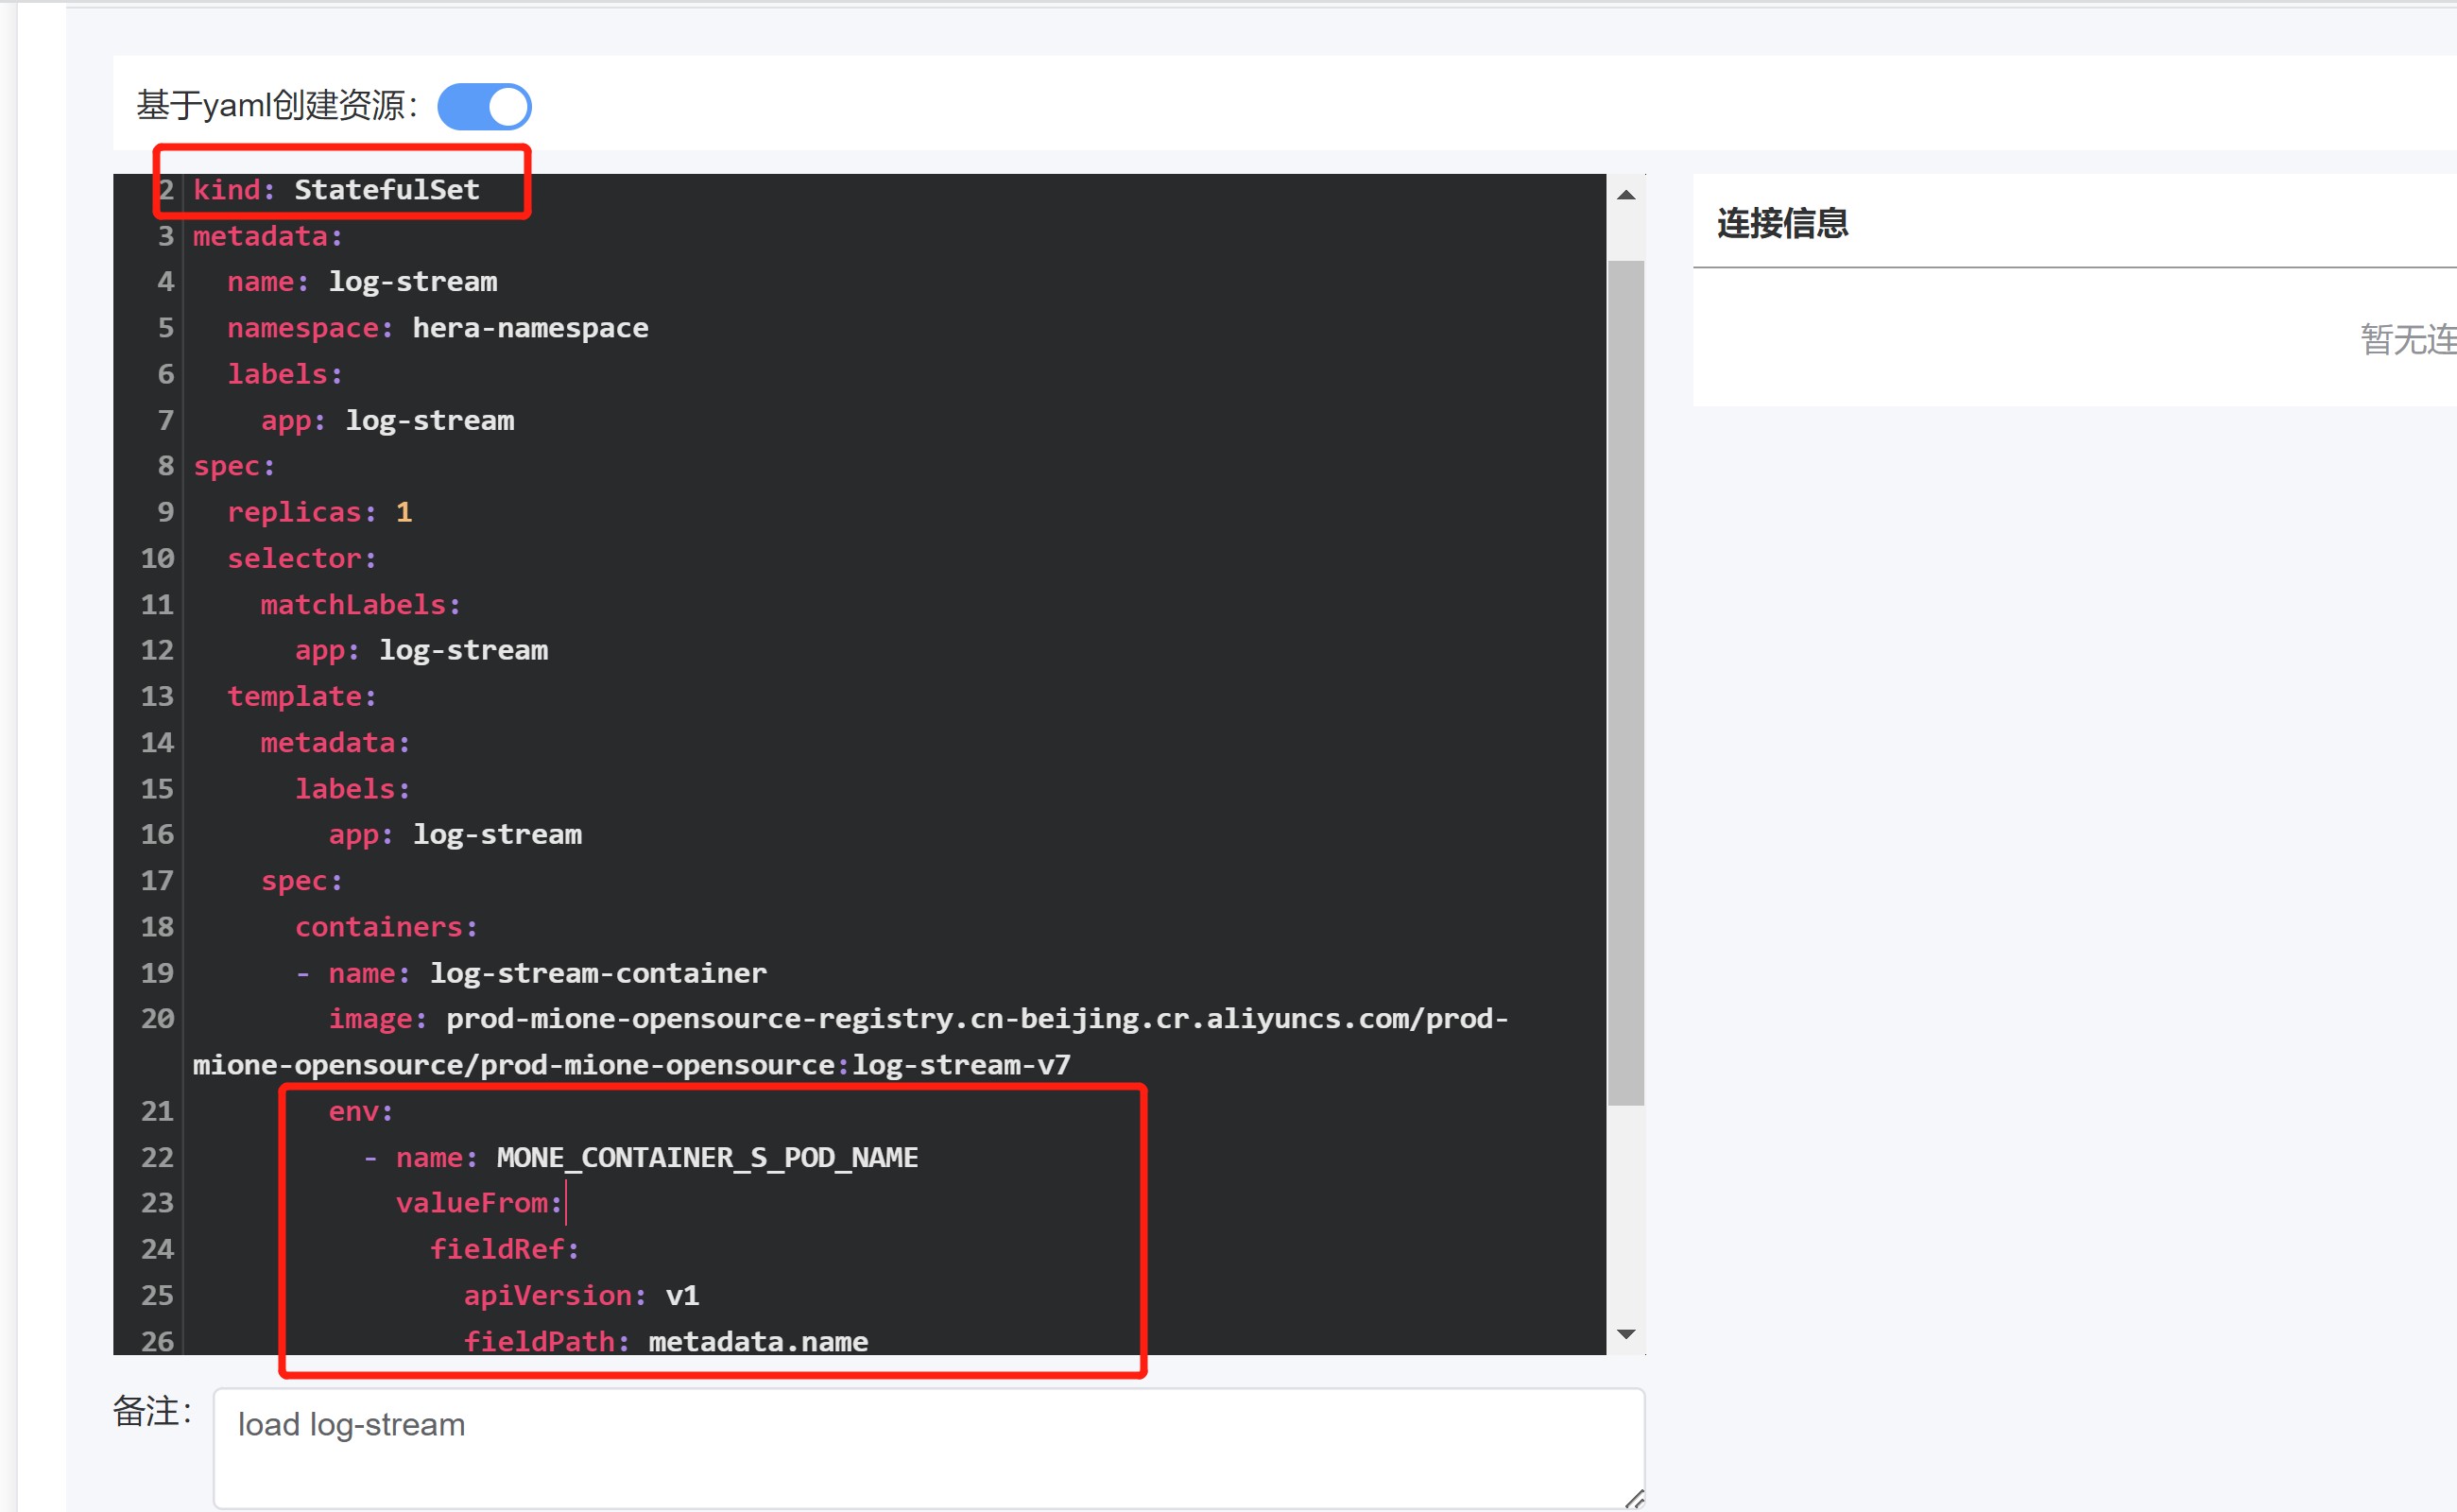 基于yaml创建资源：
2 kind: StatefulSet
3 metadata:
4   name: log-stream
5   namespace: hera-namespace
6   labels:
7     app: log-stream
8 spec:
9   replicas: 1
10   selector:
11     matchLabels:
12       app: log-stream
13   template:
14     metadata:
15       labels:
16         app: log-stream
17     spec:
18       containers:
19       - name: log-stream-container
20         image: prod-mione-opensource-registry.cn-beijing.cr.aliyuncs.com/prod-
mione-opensource/prod-mione-opensource:log-stream-v7
21         env:
22           - name: MONE_CONTAINER_S_POD_NAME
23             valueFrom:
24               fieldRef:
25                 apiVersion: v1
26                 fieldPath: metadata.name
连接信息
暂无连
备注：
load log-stream